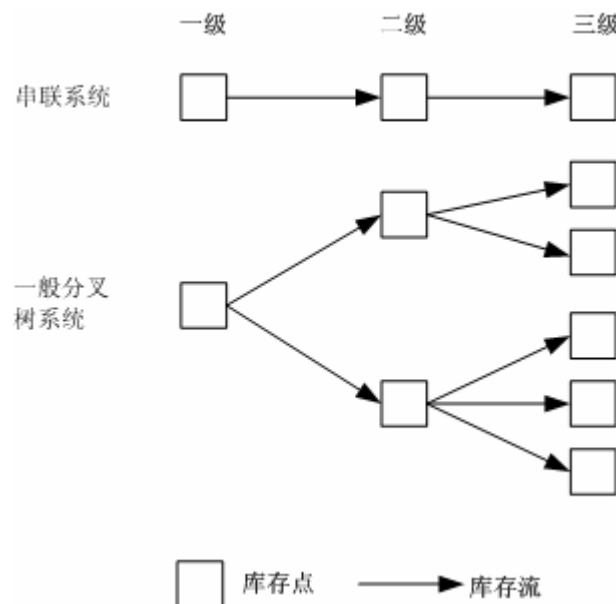 一级 二级 三级
串联系统
一般分叉
树系统
库存点 库存流